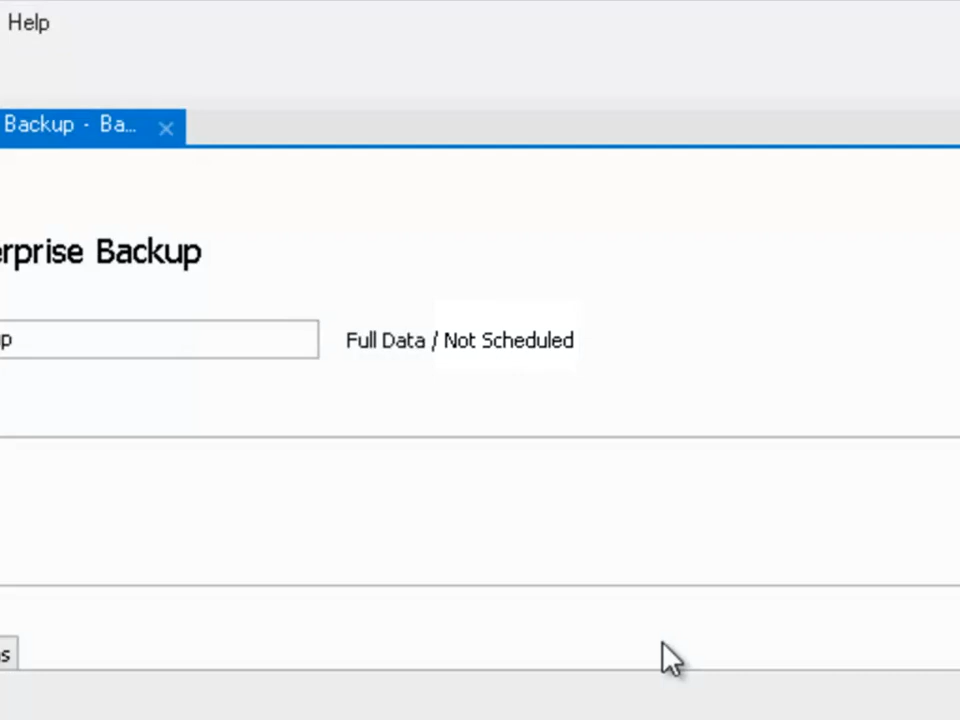 Help
Backup - Ba...
erprise Backup
p
Full Data / Not Scheduled
s